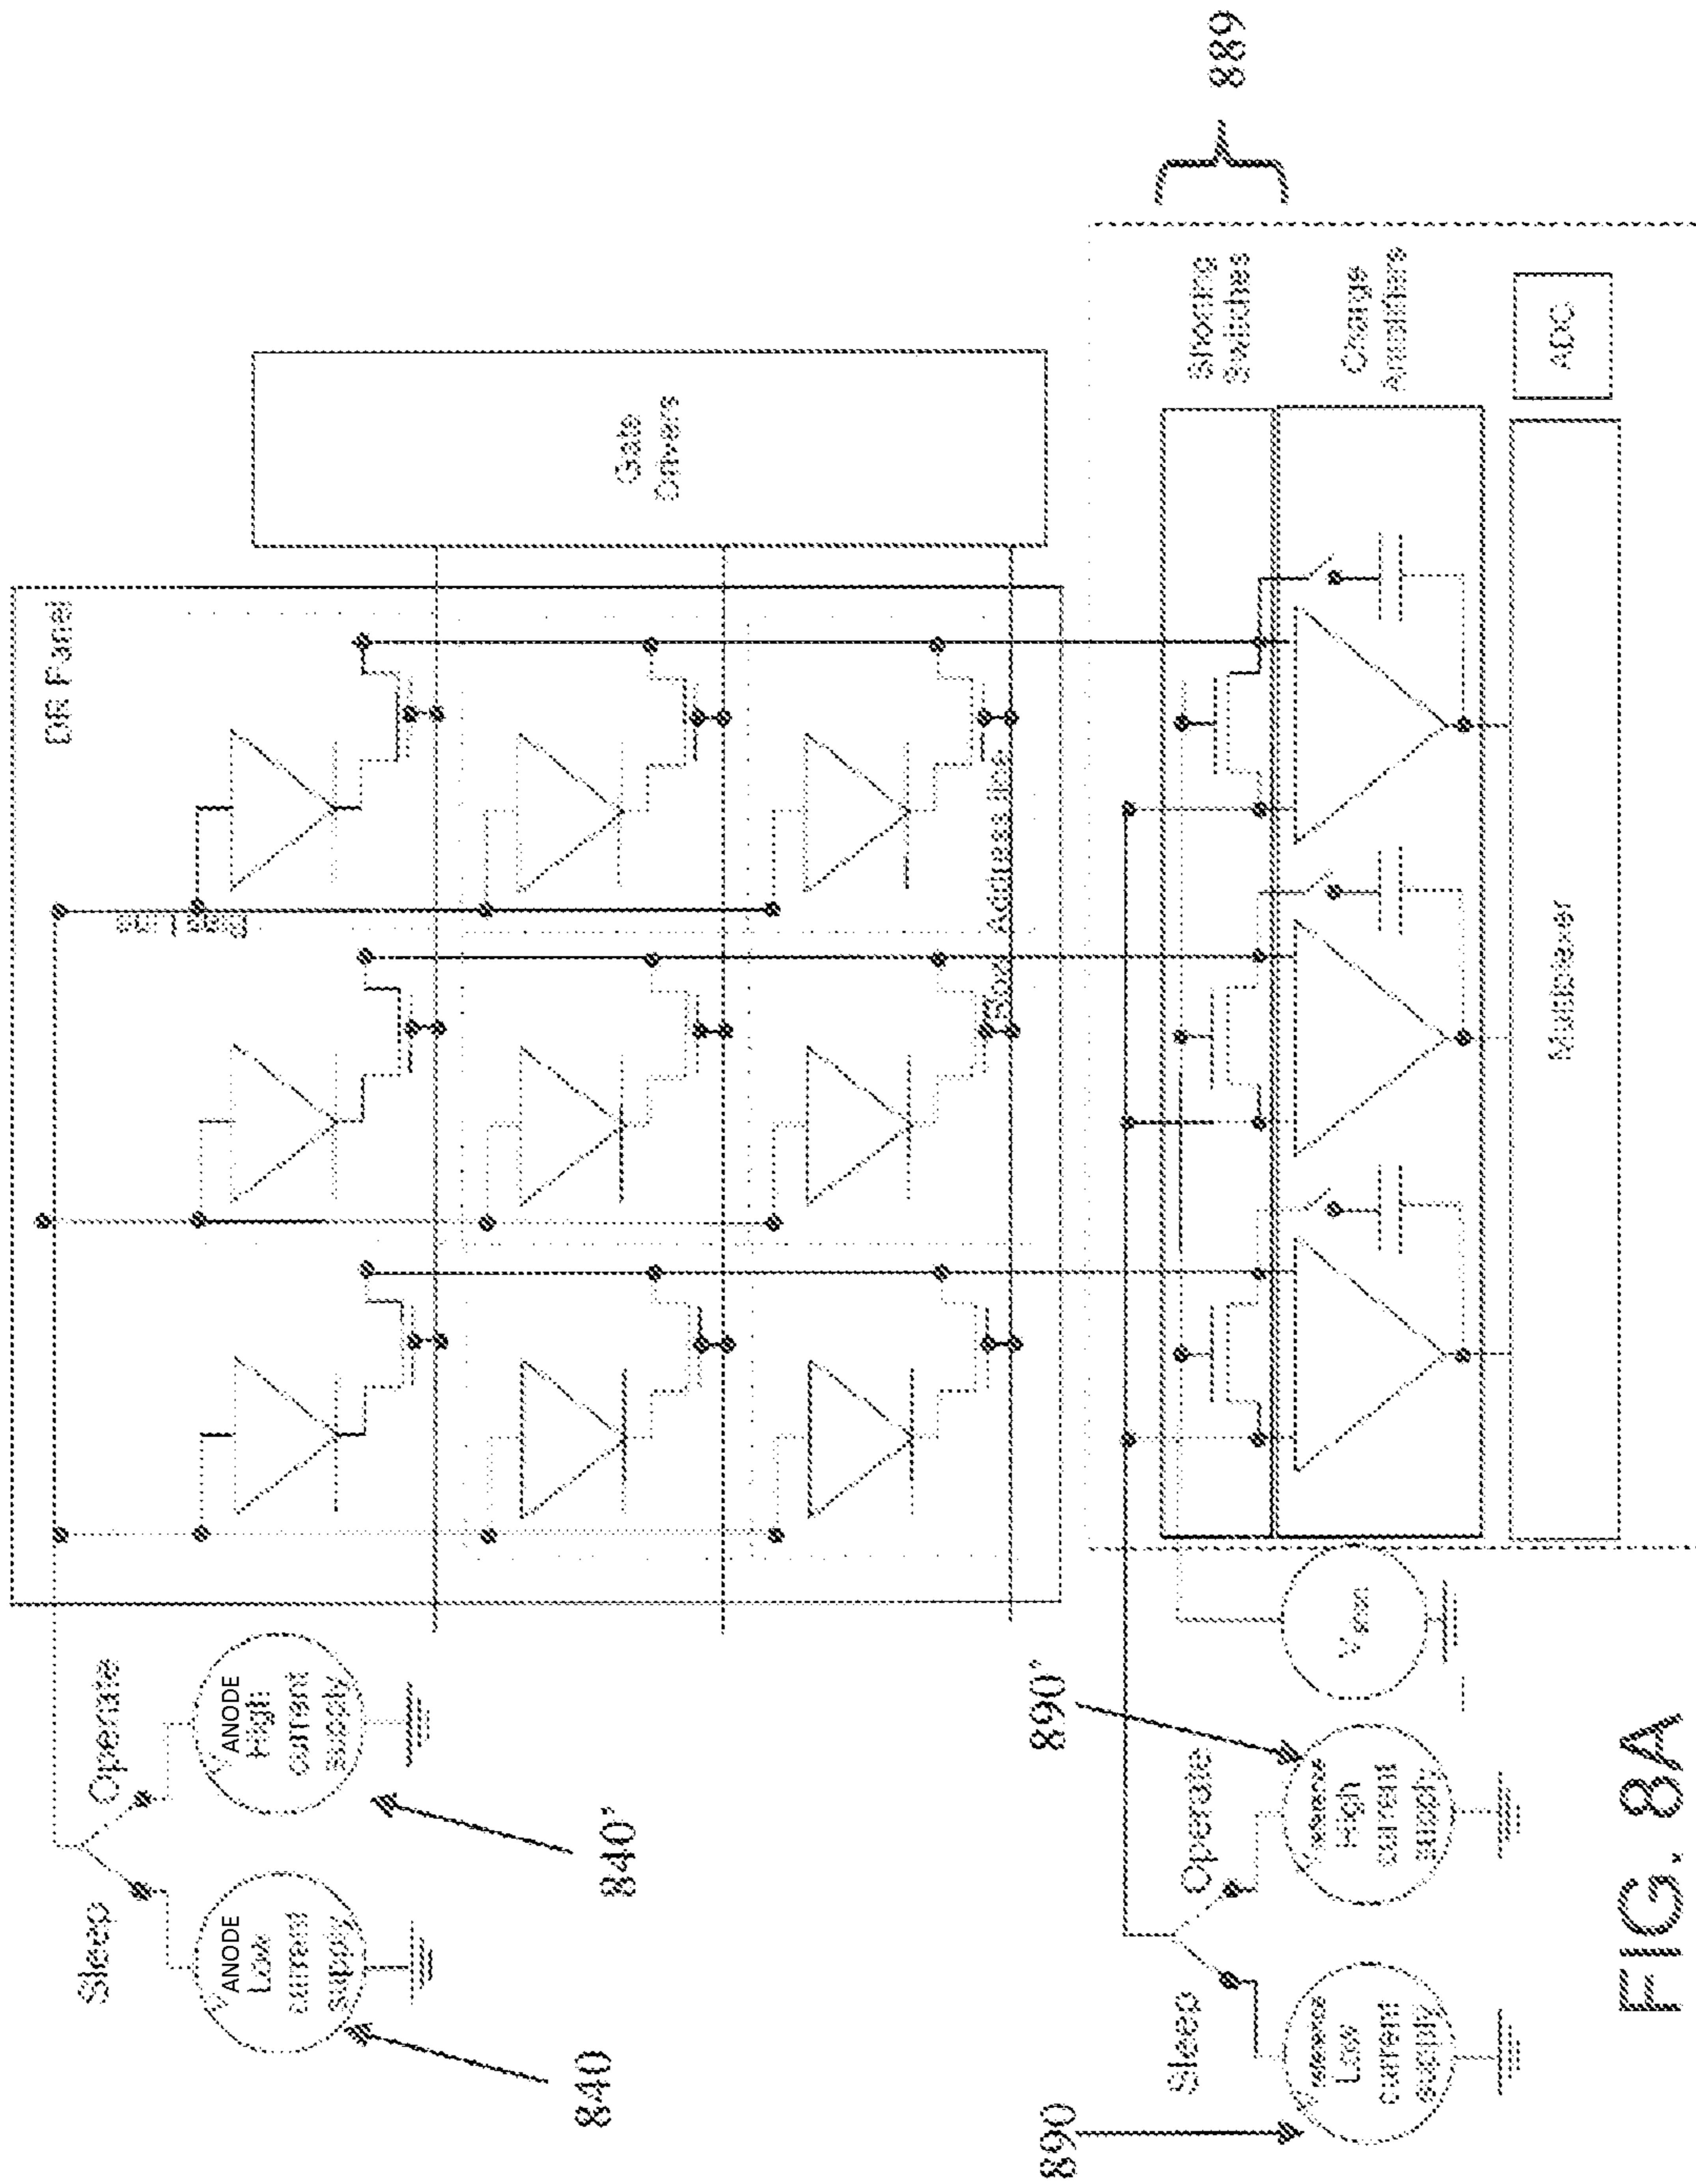 DR Panel
Bias Line
Row Address line
Gate
Drivers
Sleep
Operate
V ANODE
Low
current
supply
V ANODE
High
current
supply
840
840'
Shorting
Switches
Charge
Amplifiers
889
ADC
Multiplexer
Sleep
Operate
V reference
Low
current
supply
V reference
High
current
supply
890
890'
FIG. 8A